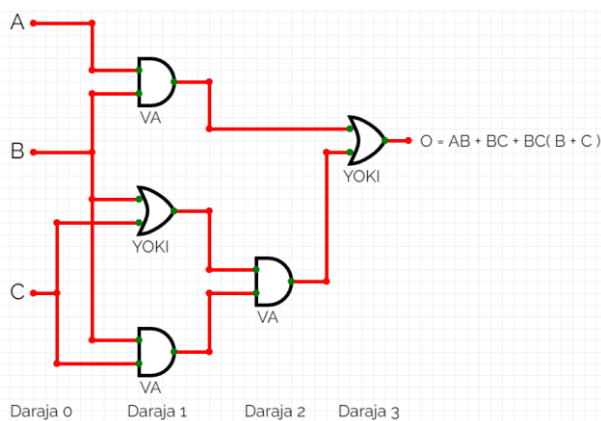 A
VA
B
O = AB + BC + BC( B + C )
YOKI
YOKI
C
VA
VA
Daraja 0 Daraja 1 Daraja 2 Daraja 3